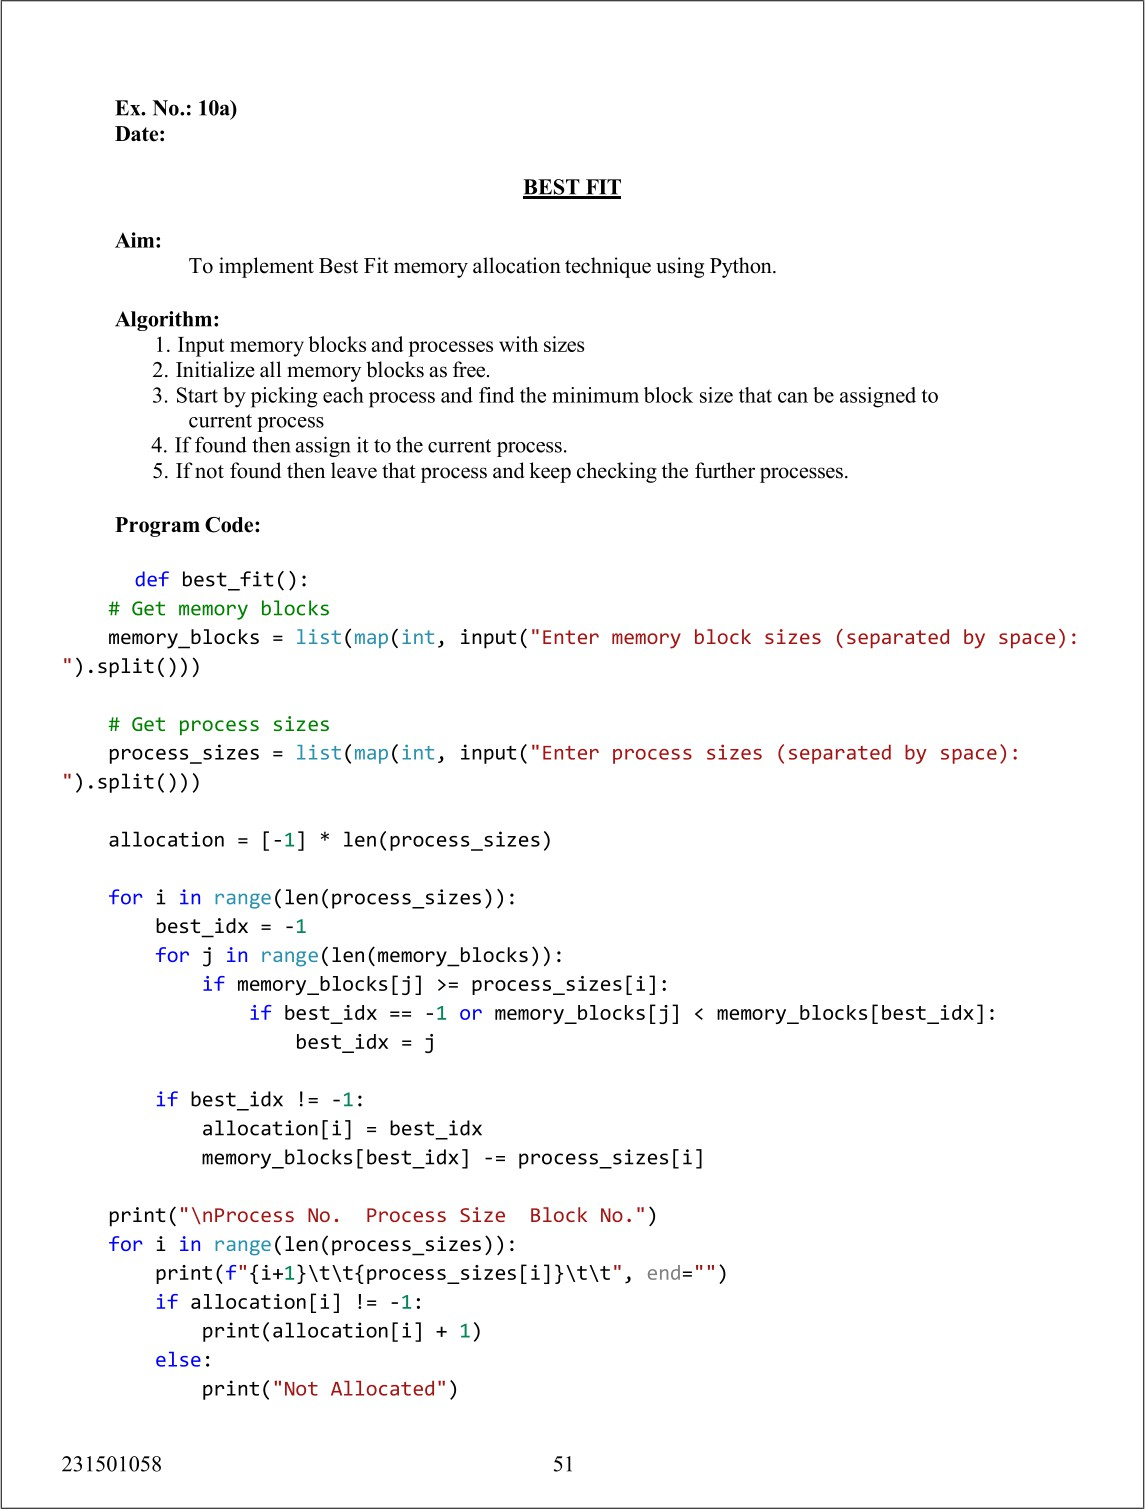 Ex. No.: 10a)
Date:
BEST FIT
Aim:
To implement Best Fit memory allocation technique using Python.
Algorithm:
1. Input memory blocks and processes with sizes
2. Initialize all memory blocks as free.
3. Start by picking each process and find the minimum block size that can be assigned to
current process
4. If found then assign it to the current process.
5. If not found then leave that process and keep checking the further processes.
Program Code:
def best_fit():
    # Get memory blocks
    memory_blocks = list(map(int, input("Enter memory block sizes (separated by space):
").split()))
    # Get process sizes
    process_sizes = list(map(int, input("Enter process sizes (separated by space):
").split()))
    allocation = [-1] * len(process_sizes)
    for i in range(len(process_sizes)):
        best_idx = -1
        for j in range(len(memory_blocks)):
            if memory_blocks[j] >= process_sizes[i]:
                if best_idx == -1 or memory_blocks[j] < memory_blocks[best_idx]:
                    best_idx = j
        if best_idx != -1:
            allocation[i] = best_idx
            memory_blocks[best_idx] -= process_sizes[i]
    print("\nProcess No.  Process Size  Block No.")
    for i in range(len(process_sizes)):
        print(f"{i+1}\t\t{process_sizes[i]}\t\t", end="")
        if allocation[i] != -1:
            print(allocation[i] + 1)
        else:
            print("Not Allocated")
231501058 51